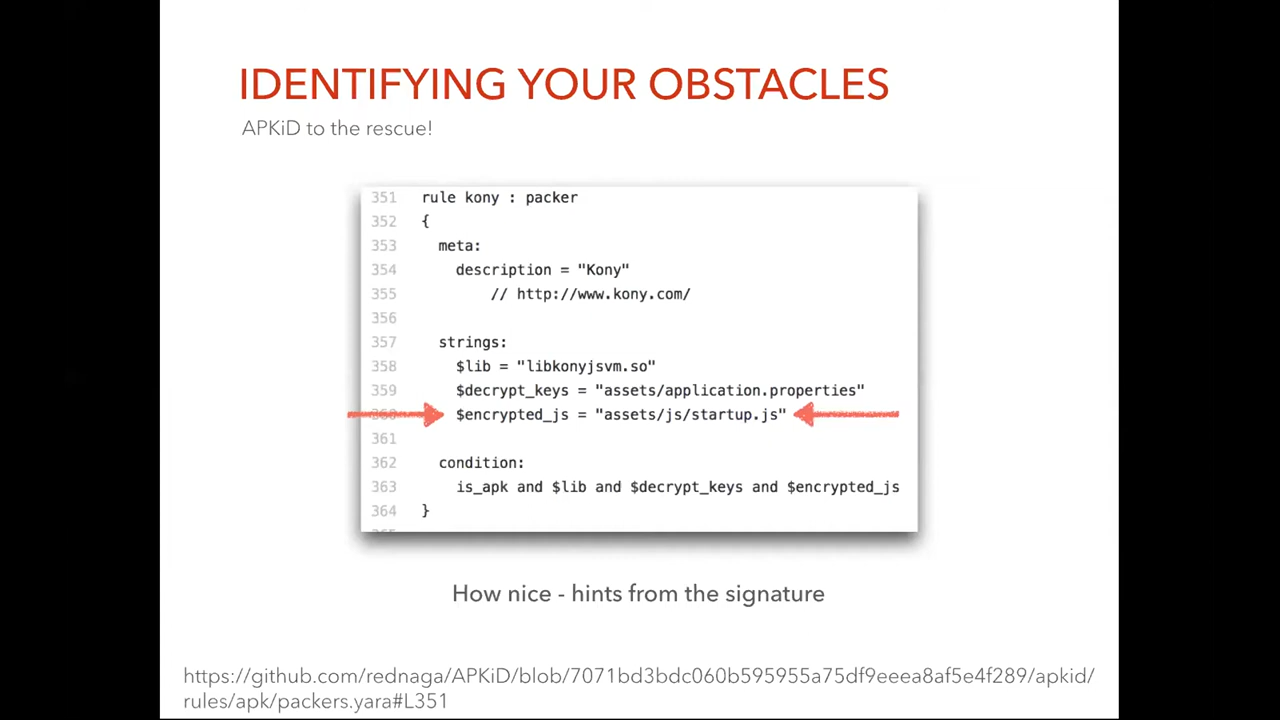 IDENTIFYING YOUR OBSTACLES
APKiD to the rescue!
351 rule kony : packer
352 {
353 meta:
354 description = "Kony"
355 // http://www.kony.com/
356
357 strings:
358 $lib = "libkonyjsvm.so"
359 $decrypt_keys = "assets/application.properties"
360 $encrypted_js = "assets/js/startup.js"
361
362 condition:
363 is_apk and $lib and $decrypt_keys and $encrypted_js
364 }
365
How nice - hints from the signature
https://github.com/rednaga/APKiD/blob/7071bd3bdc060b595955a75df9eeea8af5e4f289/apkid/
rules/apk/packers.yara#L351